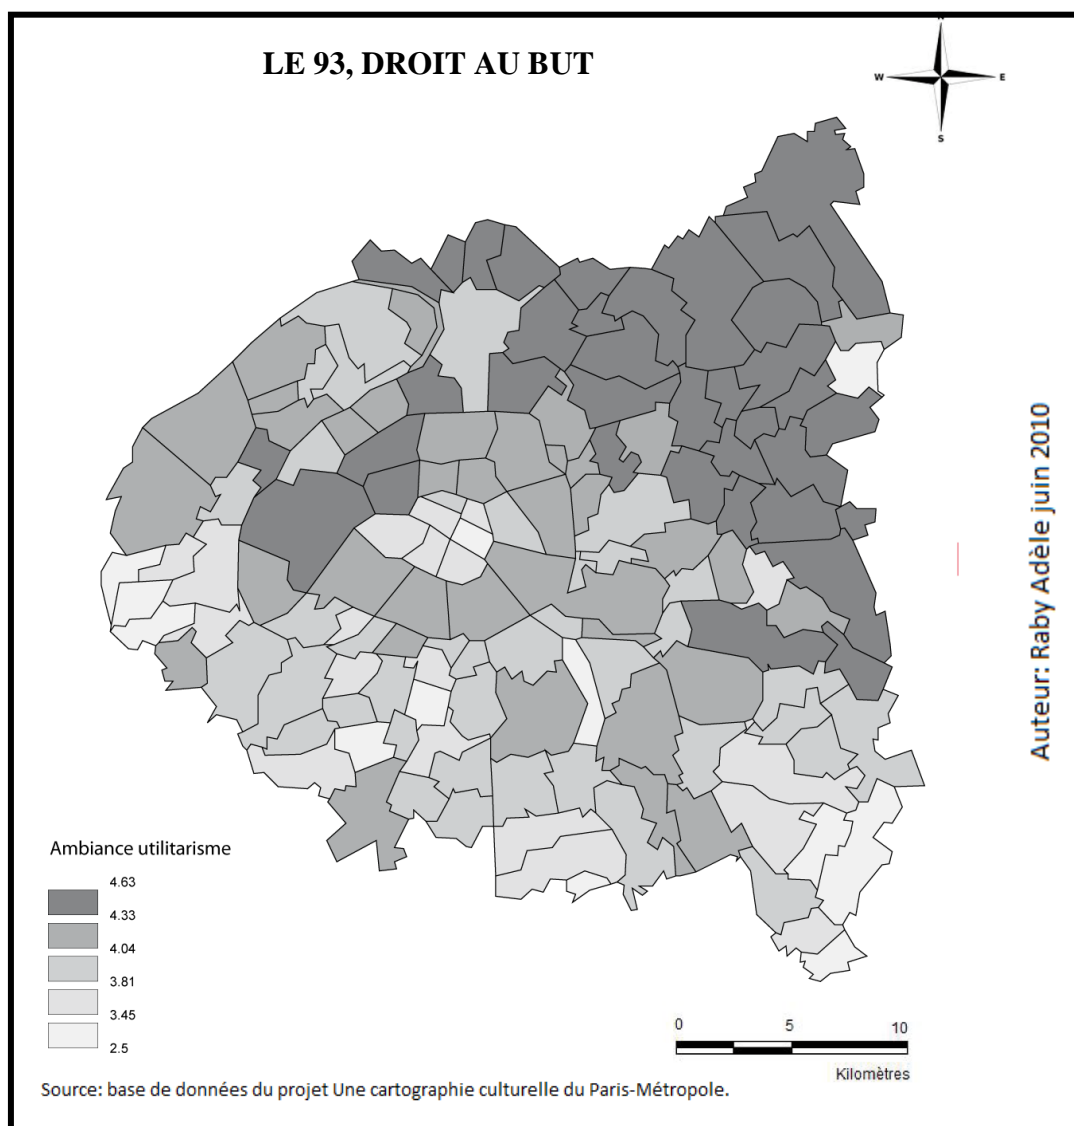 LE 93, DROIT AU BUT
N
W E
S
Auteur: Raby Adèle juin 2010
Ambiance utilitarisme
4.63
4.33
4.04
3.81
3.45
2.5
0 5 10
Kilomètres
Source: base de données du projet Une cartographie culturelle du Paris-Métropole.